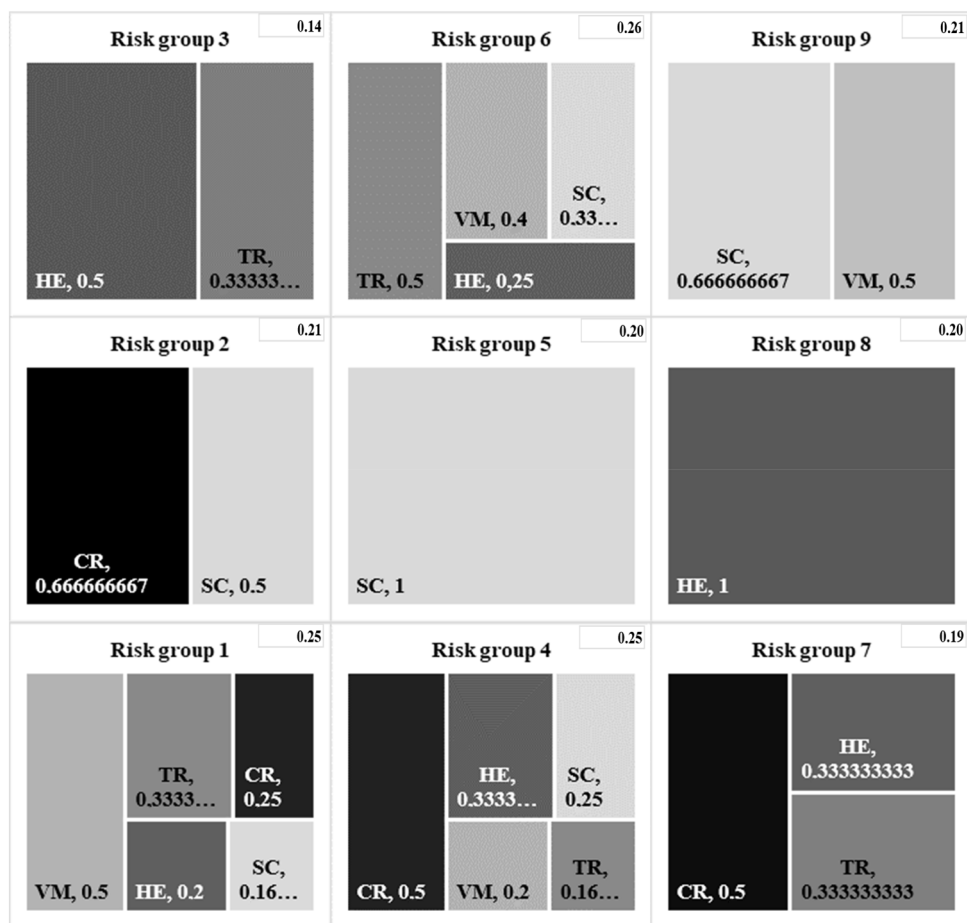 0.14
Risk group 3
HE, 0.5
TR,
0.33333…
0.26
Risk group 6
TR, 0.5
VM, 0.4
SC,
0.33…
HE, 0,25
0.21
Risk group 9
SC,
0.666666667
VM, 0.5
0.21
Risk group 2
CR,
0.666666667
SC, 0.5
0.20
Risk group 5
SC, 1
0.20
Risk group 8
HE, 1
0.25
Risk group 1
VM, 0.5
TR,
0.3333…
CR,
0.25
HE, 0.2
SC,
0.16…
0.25
Risk group 4
CR, 0.5
HE,
0.3333…
SC,
0.25
VM, 0.2
TR,
0.16…
0.19
Risk group 7
CR, 0.5
HE,
0.333333333
TR,
0.333333333